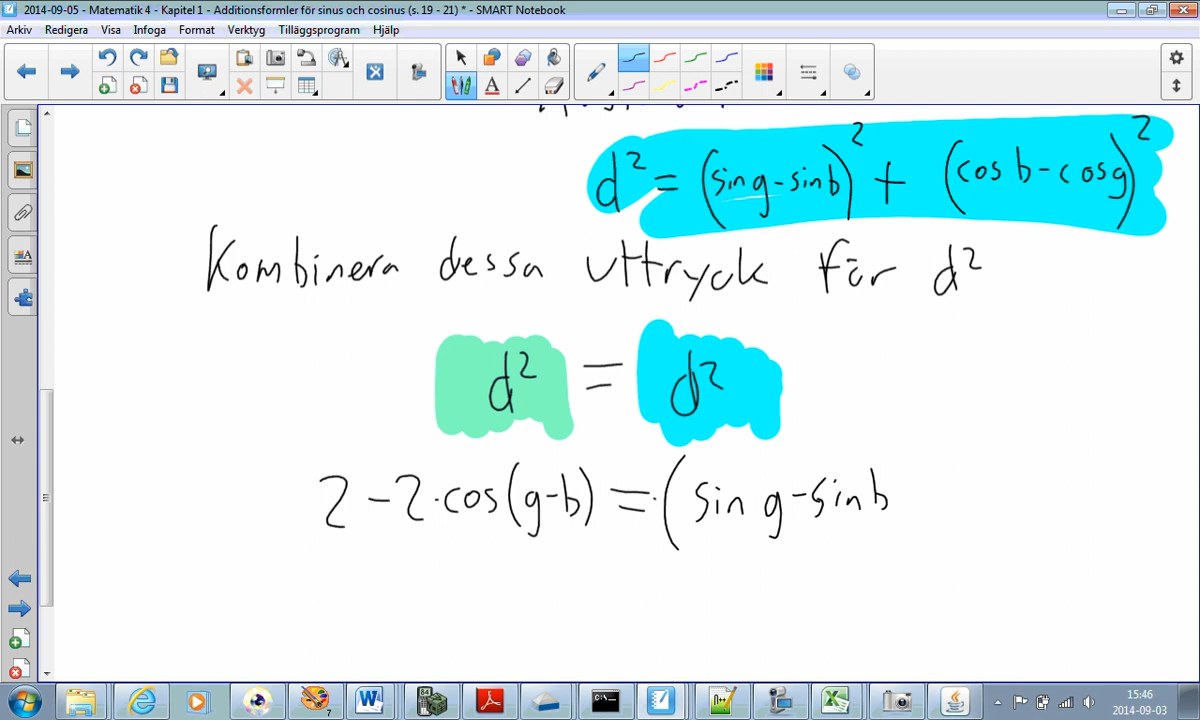 2014-09-05 - Matematik 4 - Kapitel 1 - Additionsformler för sinus och cosinus (s. 19 - 21) * - SMART Notebook
Arkiv Redigera Visa Infoga Format Verktyg Tilläggsprogram Hjälp
d² = (sin g - sin b)² + (cos b - cos g)²
Kombinera dessa uttryck för d²
d² = d²
2 - 2·cos(g-b) = (sin g - sin b
15:46
2014-09-03